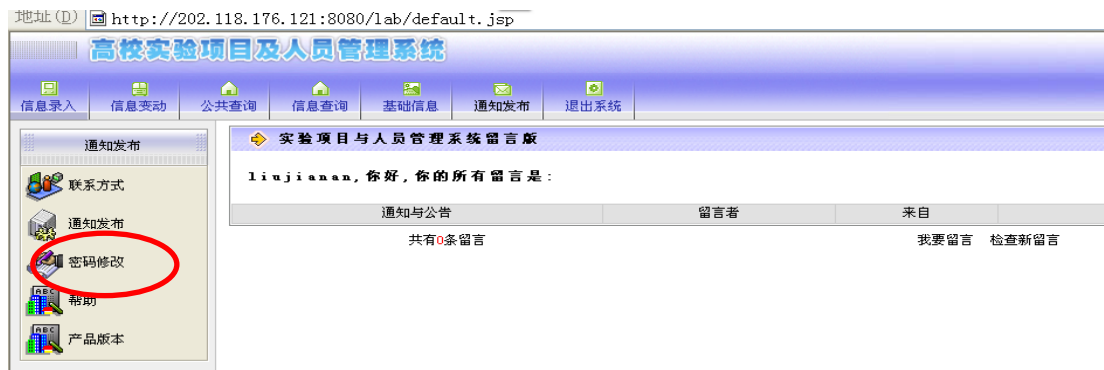 地址(D) http://202.118.176.121:8080/lab/default.jsp
高校实验项目及人员管理系统
信息录入 信息变动 公共查询 信息查询 基础信息 通知发布 退出系统
通知发布
联系方式
通知发布
密码修改
帮助
产品版本
实验项目与人员管理系统留言版
liujianan,你好,你的所有留言是:
通知与公告 留言者 来自
共有0条留言 我要留言 检查新留言